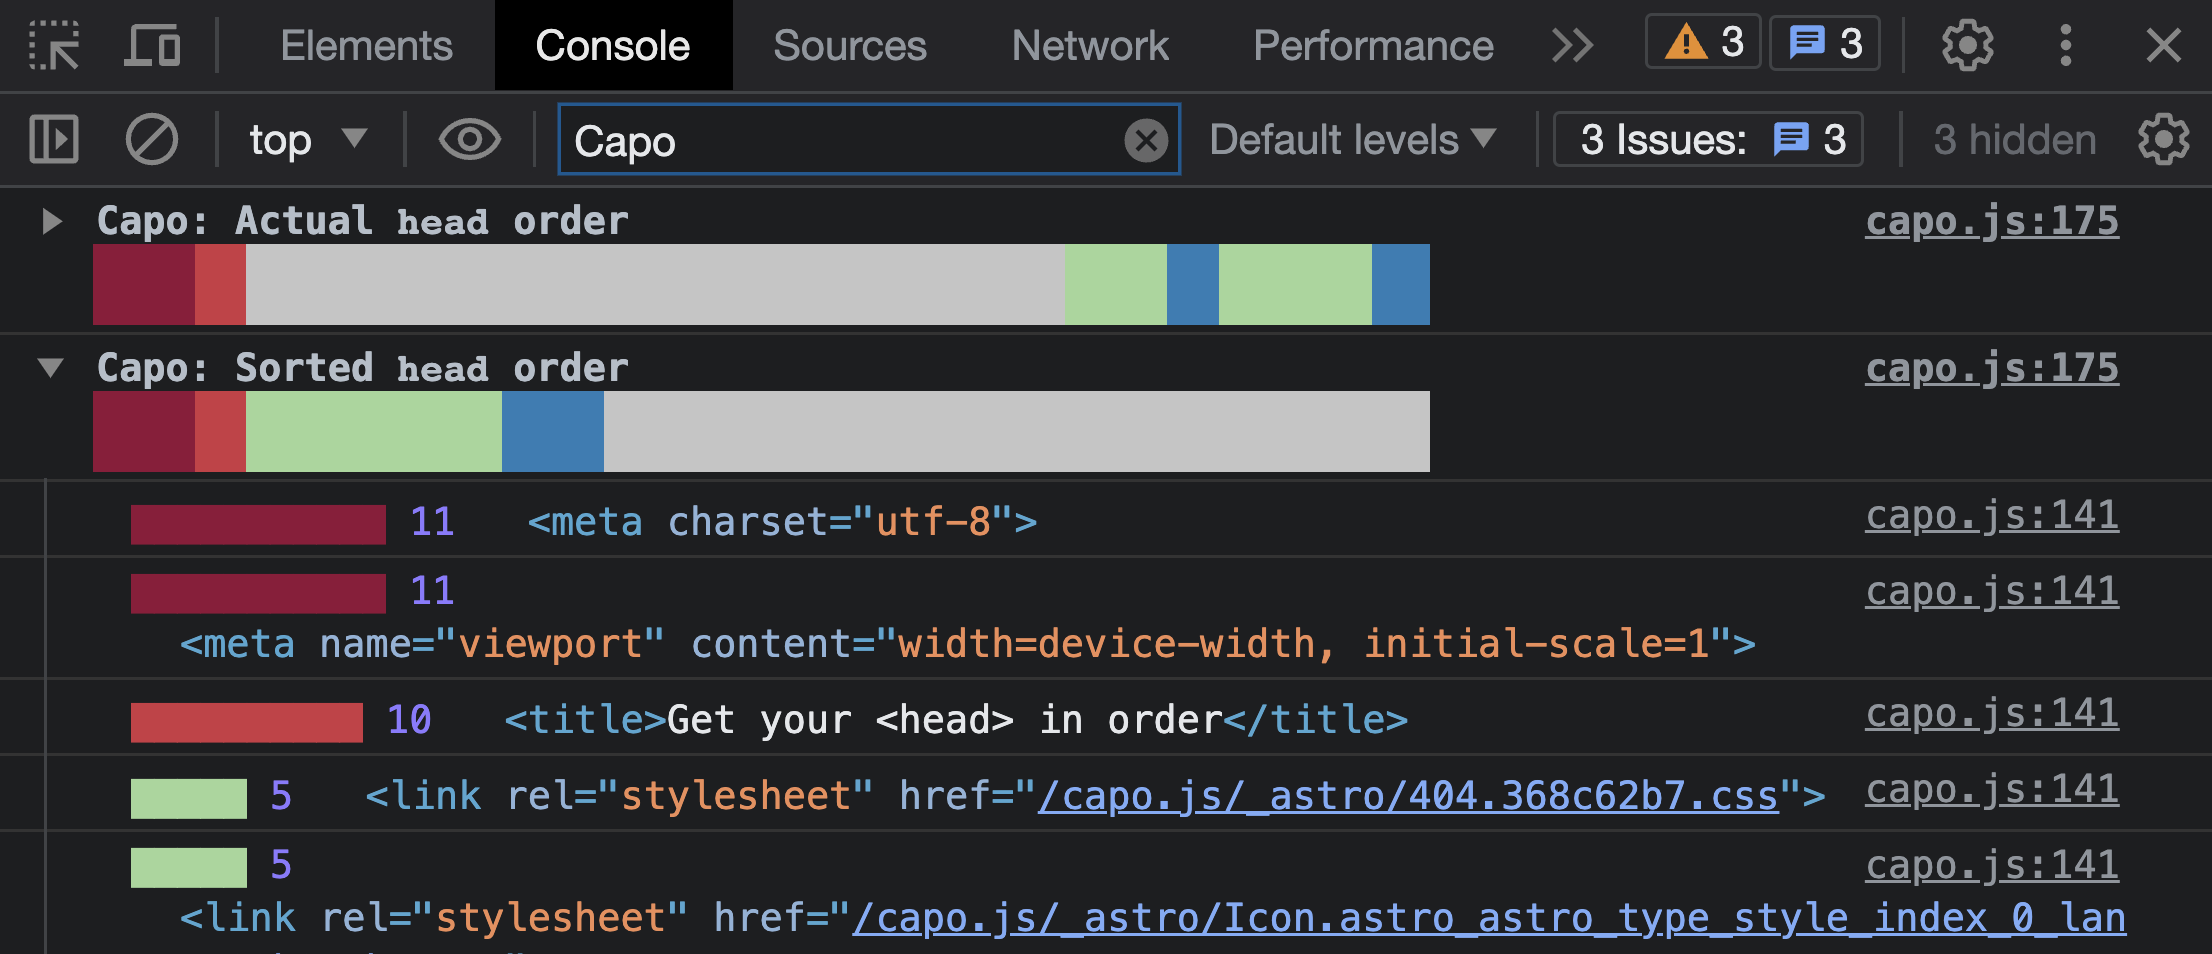 Elements Console Sources Network Performance 3 3
top Capo Default levels 3 Issues: 3 3 hidden
Capo: Actual head order capo.js:175
Capo: Sorted head order capo.js:175
11 <meta charset="utf-8"> capo.js:141
11 capo.js:141
<meta name="viewport" content="width=device-width, initial-scale=1">
10 <title>Get your <head> in order</title> capo.js:141
5 <link rel="stylesheet" href="/capo.js/_astro/404.368c62b7.css"> capo.js:141
5 capo.js:141
<link rel="stylesheet" href="/capo.js/_astro/Icon.astro_astro_type_style_index_0_lan